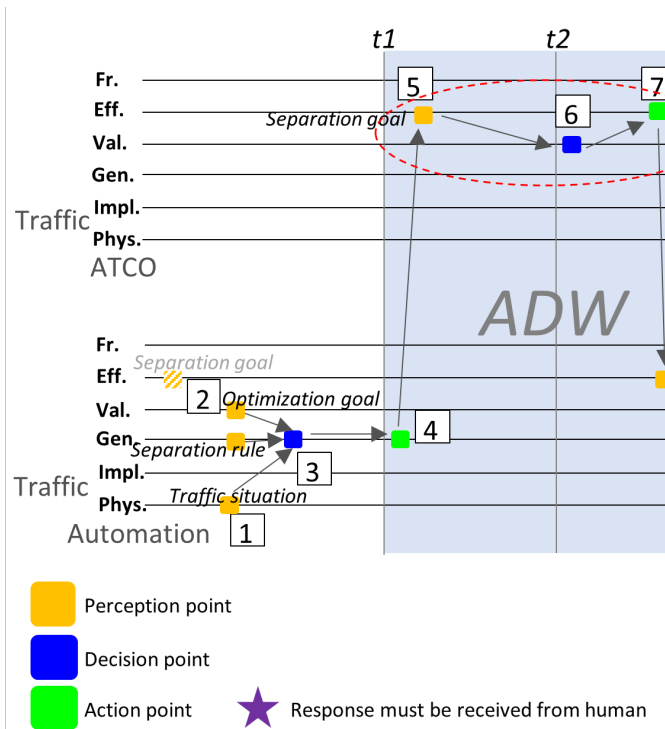 t1 t2
Fr. 5 7
Eff. Separation goal 6
Val.
Gen.
Impl.
Traffic
Phys.
ATCO
ADW
Fr.
Separation goal
Eff.
2 Optimization goal
Val.
Gen. 4
Separation rule
Impl. 3
Traffic Traffic situation
Phys.
Automation 1
Perception point
Decision point
Action point Response must be received from human